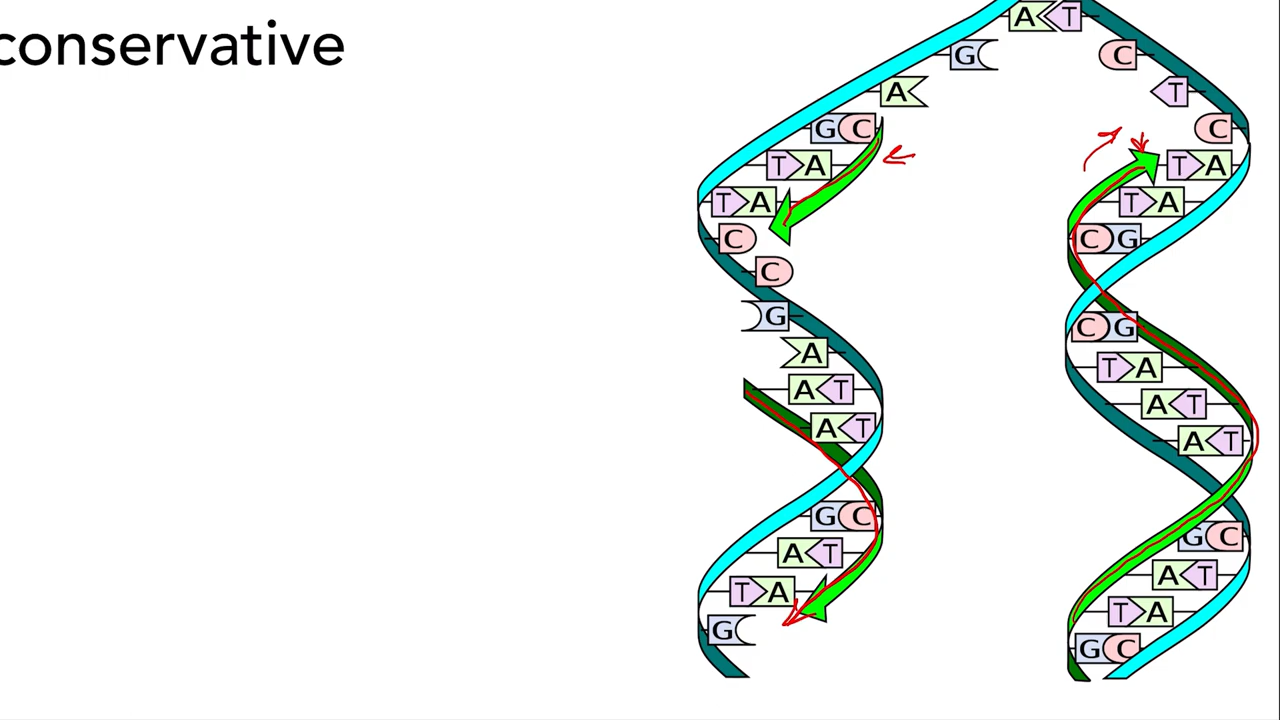 conservative
A T
G C
A T
G C C
T A T A
T A T A
C C G
C
G C G
A T A
A T A T
A T A T
G C G C
A T A T
T A T A
G G C